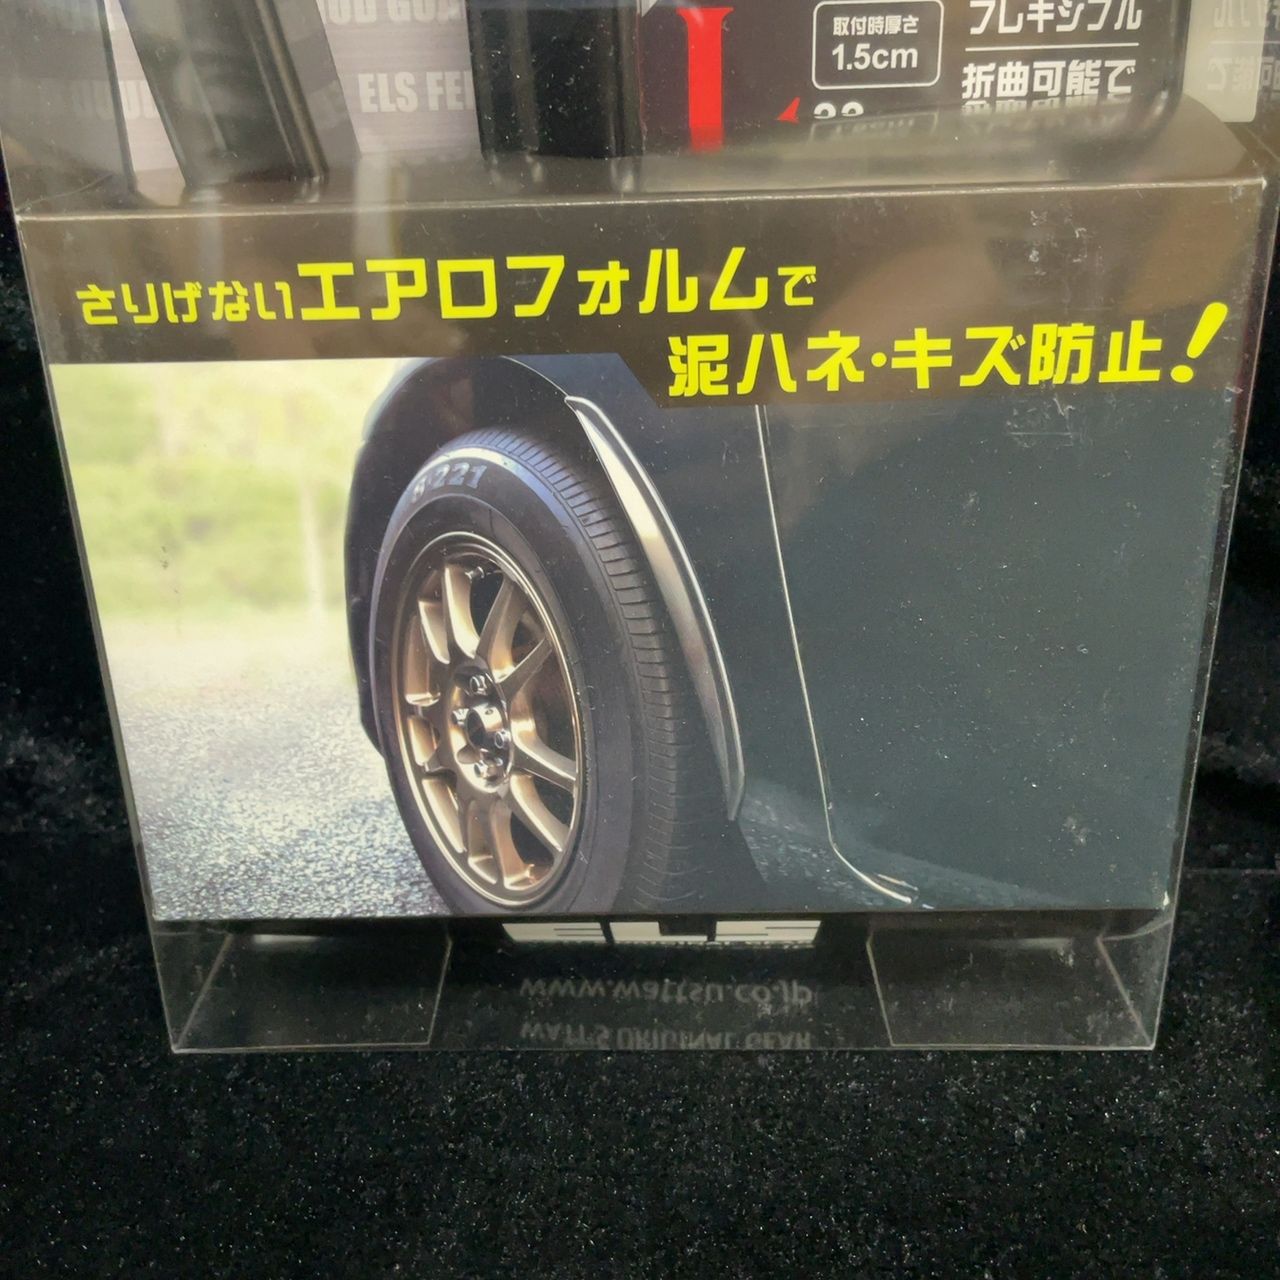 ELS FE
取付時厚さ
1.5cm
フレキシブル
折曲可能で
さりげないエアロフォルムで
泥ハネ・キズ防止!
221
www.wattsu.co.jp
WATT'S ORIGINAL GEAR